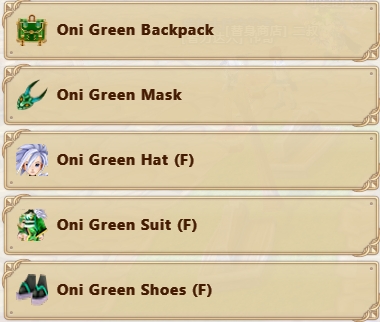 Oni Green Backpack
Oni Green Mask
Oni Green Hat (F)
Oni Green Suit (F)
Oni Green Shoes (F)